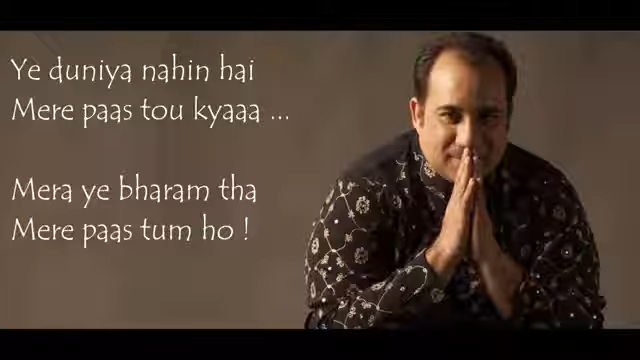 Ye duniya nahin hai
Mere paas tou kyaaa ...
Mera ye bharam tha
Mere paas tum ho !